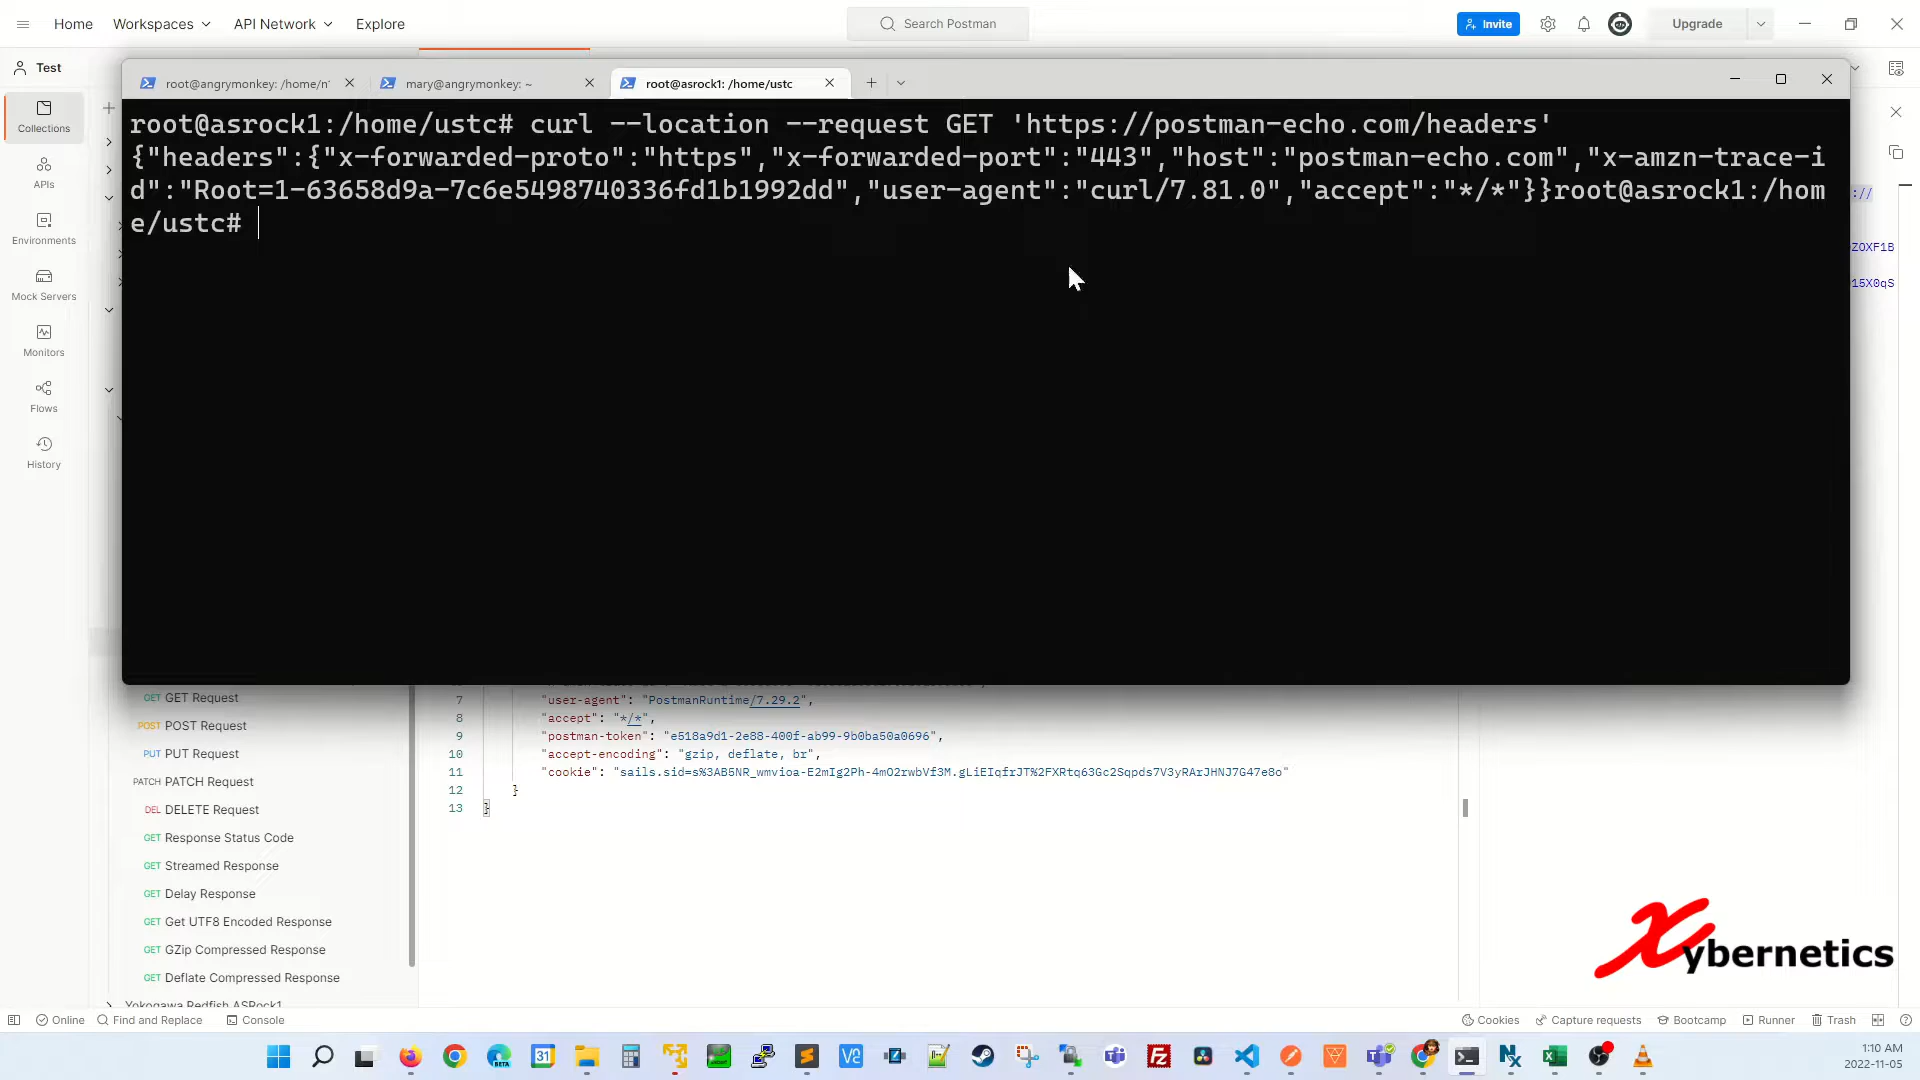 Home Workspaces API Network Explore Search Postman Invite Upgrade
Test
root@angrymonkey: /home/n' mary@angrymonkey: ~ root@asrock1: /home/ustc
root@asrock1:/home/ustc# curl --location --request GET 'https://postman-echo.com/headers'
{"headers":{"x-forwarded-proto":"https","x-forwarded-port":"443","host":"postman-echo.com","x-amzn-trace-i
d":"Root=1-63658d9a-7c6e5498740336fd1b1992dd","user-agent":"curl/7.81.0","accept":"*/*"}}root@asrock1:/hom
e/ustc#
Collections
APIs
Environments
Mock Servers
Monitors
Flows
History
://
ZOXF1B
15X0qS
GET GET Request
POST POST Request
PUT PUT Request
PATCH PATCH Request
DEL DELETE Request
GET Response Status Code
GET Streamed Response
GET Delay Response
GET Get UTF8 Encoded Response
GET GZip Compressed Response
GET Deflate Compressed Response
Yokogawa Redfish ASRock1
7 "user-agent": "PostmanRuntime/7.29.2",
8 "accept": "*/*",
9 "postman-token": "e518a9d1-2e88-400f-ab99-9b0ba50a0696",
10 "accept-encoding": "gzip, deflate, br",
11 "cookie": "sails.sid=s%3AB5NR_wmvioa-E2mIg2Ph-4mO2rwbVf3M.gLiEIqfrJT%2FXRtq63Gc2Sqpds7V3yRArJHNJ7G47e8o"
12 }
13 }
Xybernetics
Online Find and Replace Console Cookies Capture requests Bootcamp Runner Trash
BETA
31
1:10 AM
2022-11-05